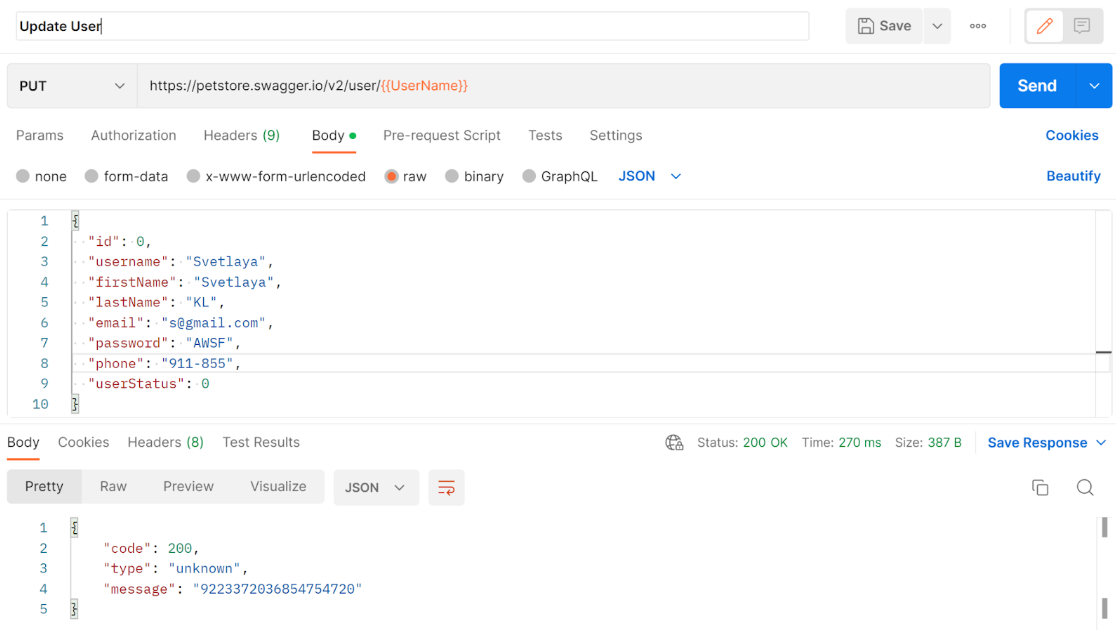 Update User
Save
PUT
https://petstore.swagger.io/v2/user/{{UserName}}
Send
Params Authorization Headers (9) Body Pre-request Script Tests Settings Cookies
none form-data x-www-form-urlencoded raw binary GraphQL JSON Beautify
1 {
2 "id": 0,
3 "username": "Svetlaya",
4 "firstName": "Svetlaya",
5 "lastName": "KL",
6 "email": "s@gmail.com",
7 "password": "AWSF",
8 "phone": "911-855",
9 "userStatus": 0
10 }
Body Cookies Headers (8) Test Results Status: 200 OK Time: 270 ms Size: 387 B Save Response
Pretty Raw Preview Visualize JSON
1 {
2 "code": 200,
3 "type": "unknown",
4 "message": "9223372036854754720"
5 }